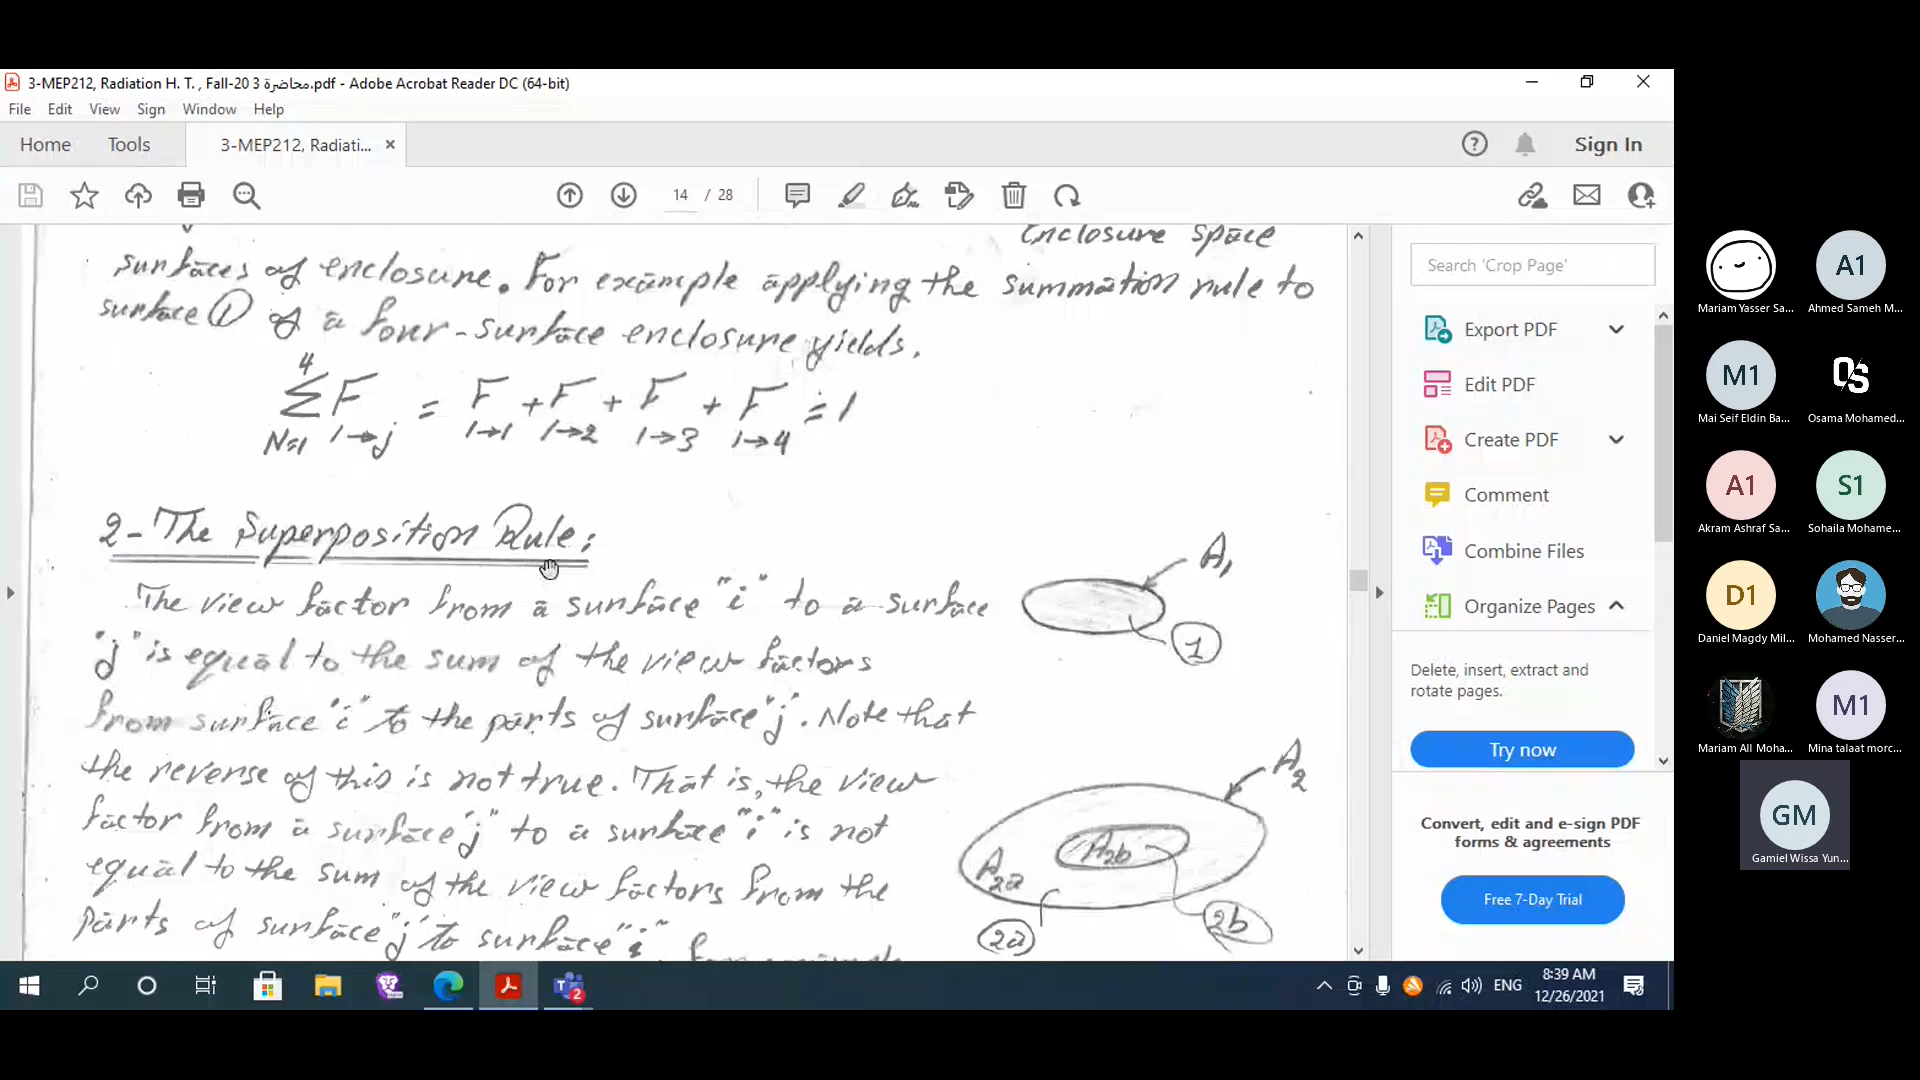 3-MEP212, Radiation H. T. , Fall-20 3 محاضرة.pdf - Adobe Acrobat Reader DC (64-bit)
File Edit View Sign Window Help
Home Tools 3-MEP212, Radiati... Sign In
14 / 28
Enclosure space
surfaces of enclosure. For example applying the summation rule to
surface ① of a four-surface enclosure yields.
4
Σ F = F + F + F + F = 1
N=1 1→j 1→1 1→2 1→3 1→4
2- The Superposition Rule:
The view factor from a surface "i" to a surface
"j" is equal to the sum of the view factors
from surface "i" to the parts of surface "j". Note that
the reverse of this is not true. That is, the view
factor from a surface "j" to a surface "i" is not
equal to the sum of the view factors from the
parts of surface "j" to surface "i".
A1
1
A2
A2b
A2a
2a
2b
Search 'Crop Page'
Export PDF
Edit PDF
Create PDF
Comment
Combine Files
Organize Pages
Delete, insert, extract and
rotate pages.
Try now
Convert, edit and e-sign PDF
forms & agreements
Free 7-Day Trial
A1
Mariam Yasser Sa... Ahmed Sameh M...
M1 OS
Mai Seif Eldin Ba... Osama Mohamed...
A1 S1
Akram Ashraf Sa... Sohaila Mohame...
D1
Daniel Magdy Mil... Mohamed Nasser...
M1
Mariam All Moha... Mina talaat morc...
GM
Gamiel Wissa Yun...
2
ENG
8:39 AM
12/26/2021